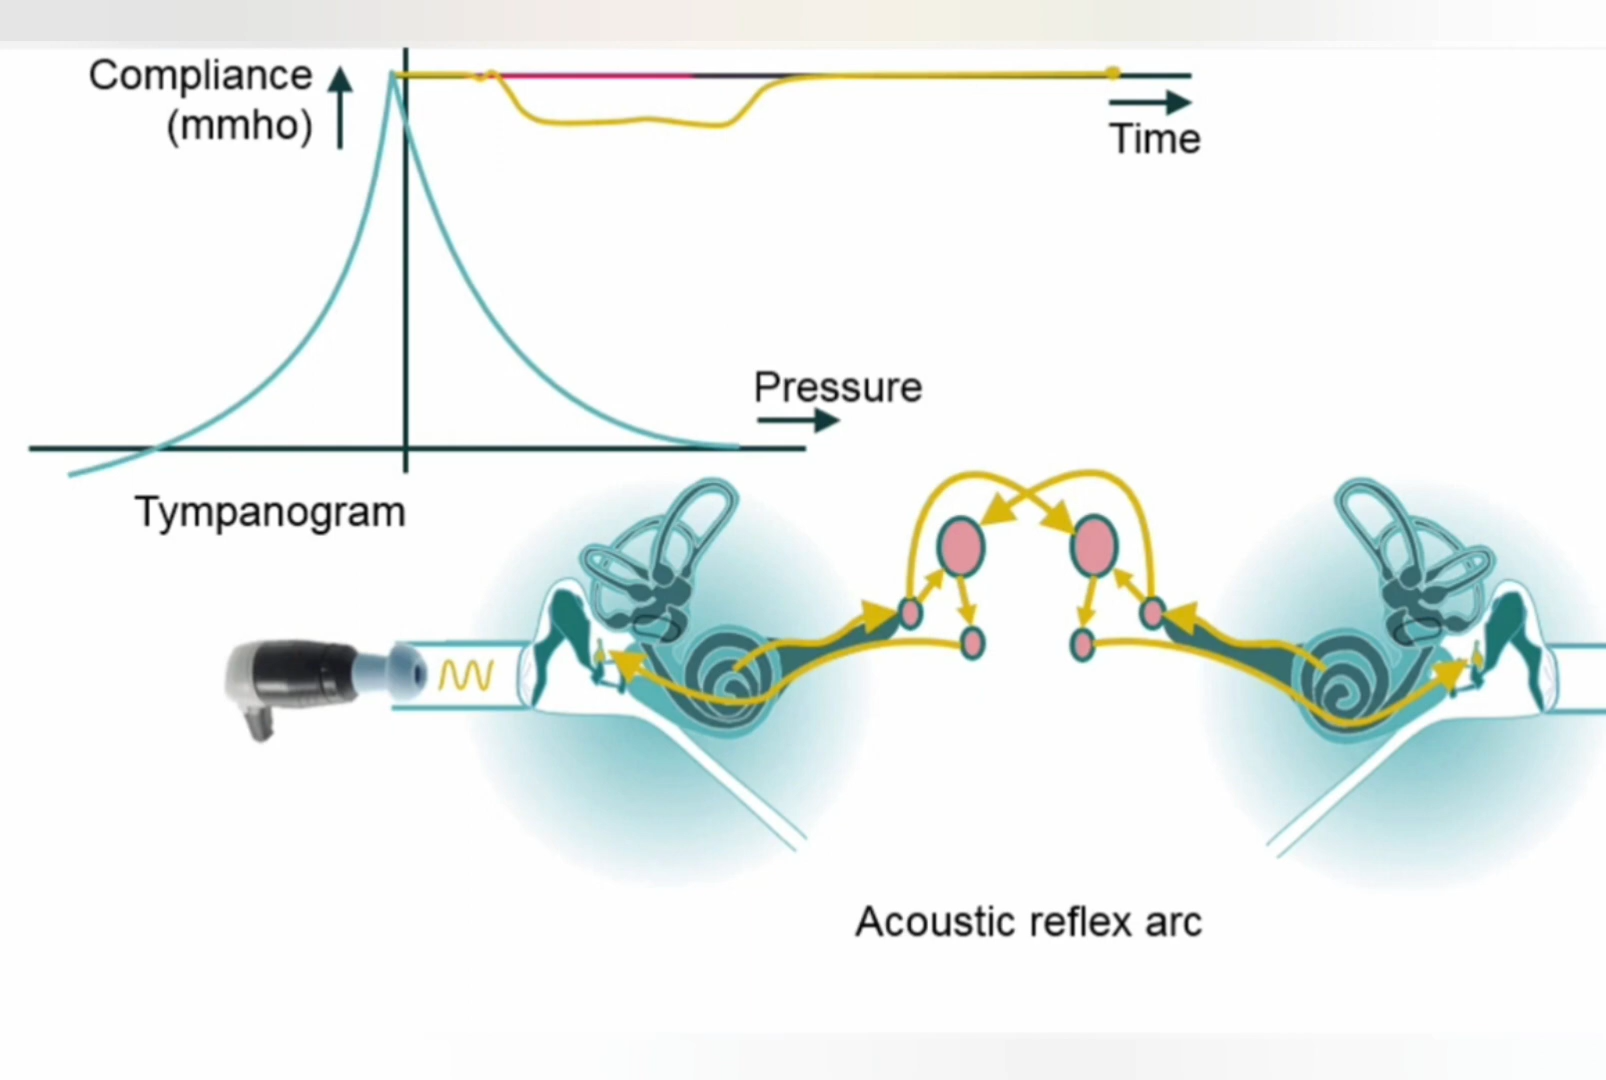 Compliance
(mmho)
Time
Pressure
Tympanogram
Acoustic reflex arc